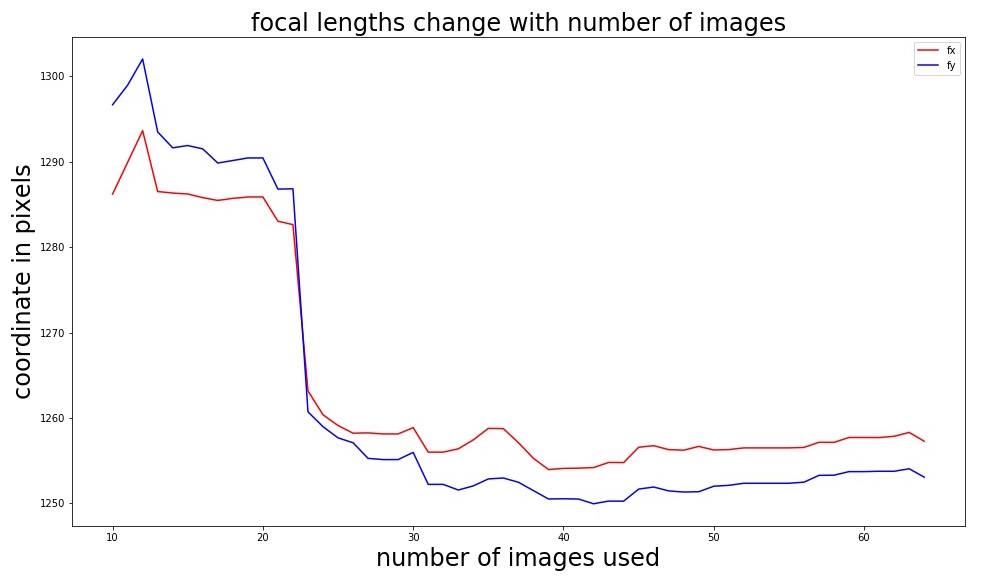 focal lengths change with number of images
fx
fy
coordinate in pixels
1300
1290
1280
1270
1260
1250
10 20 30 40 50 60
number of images used